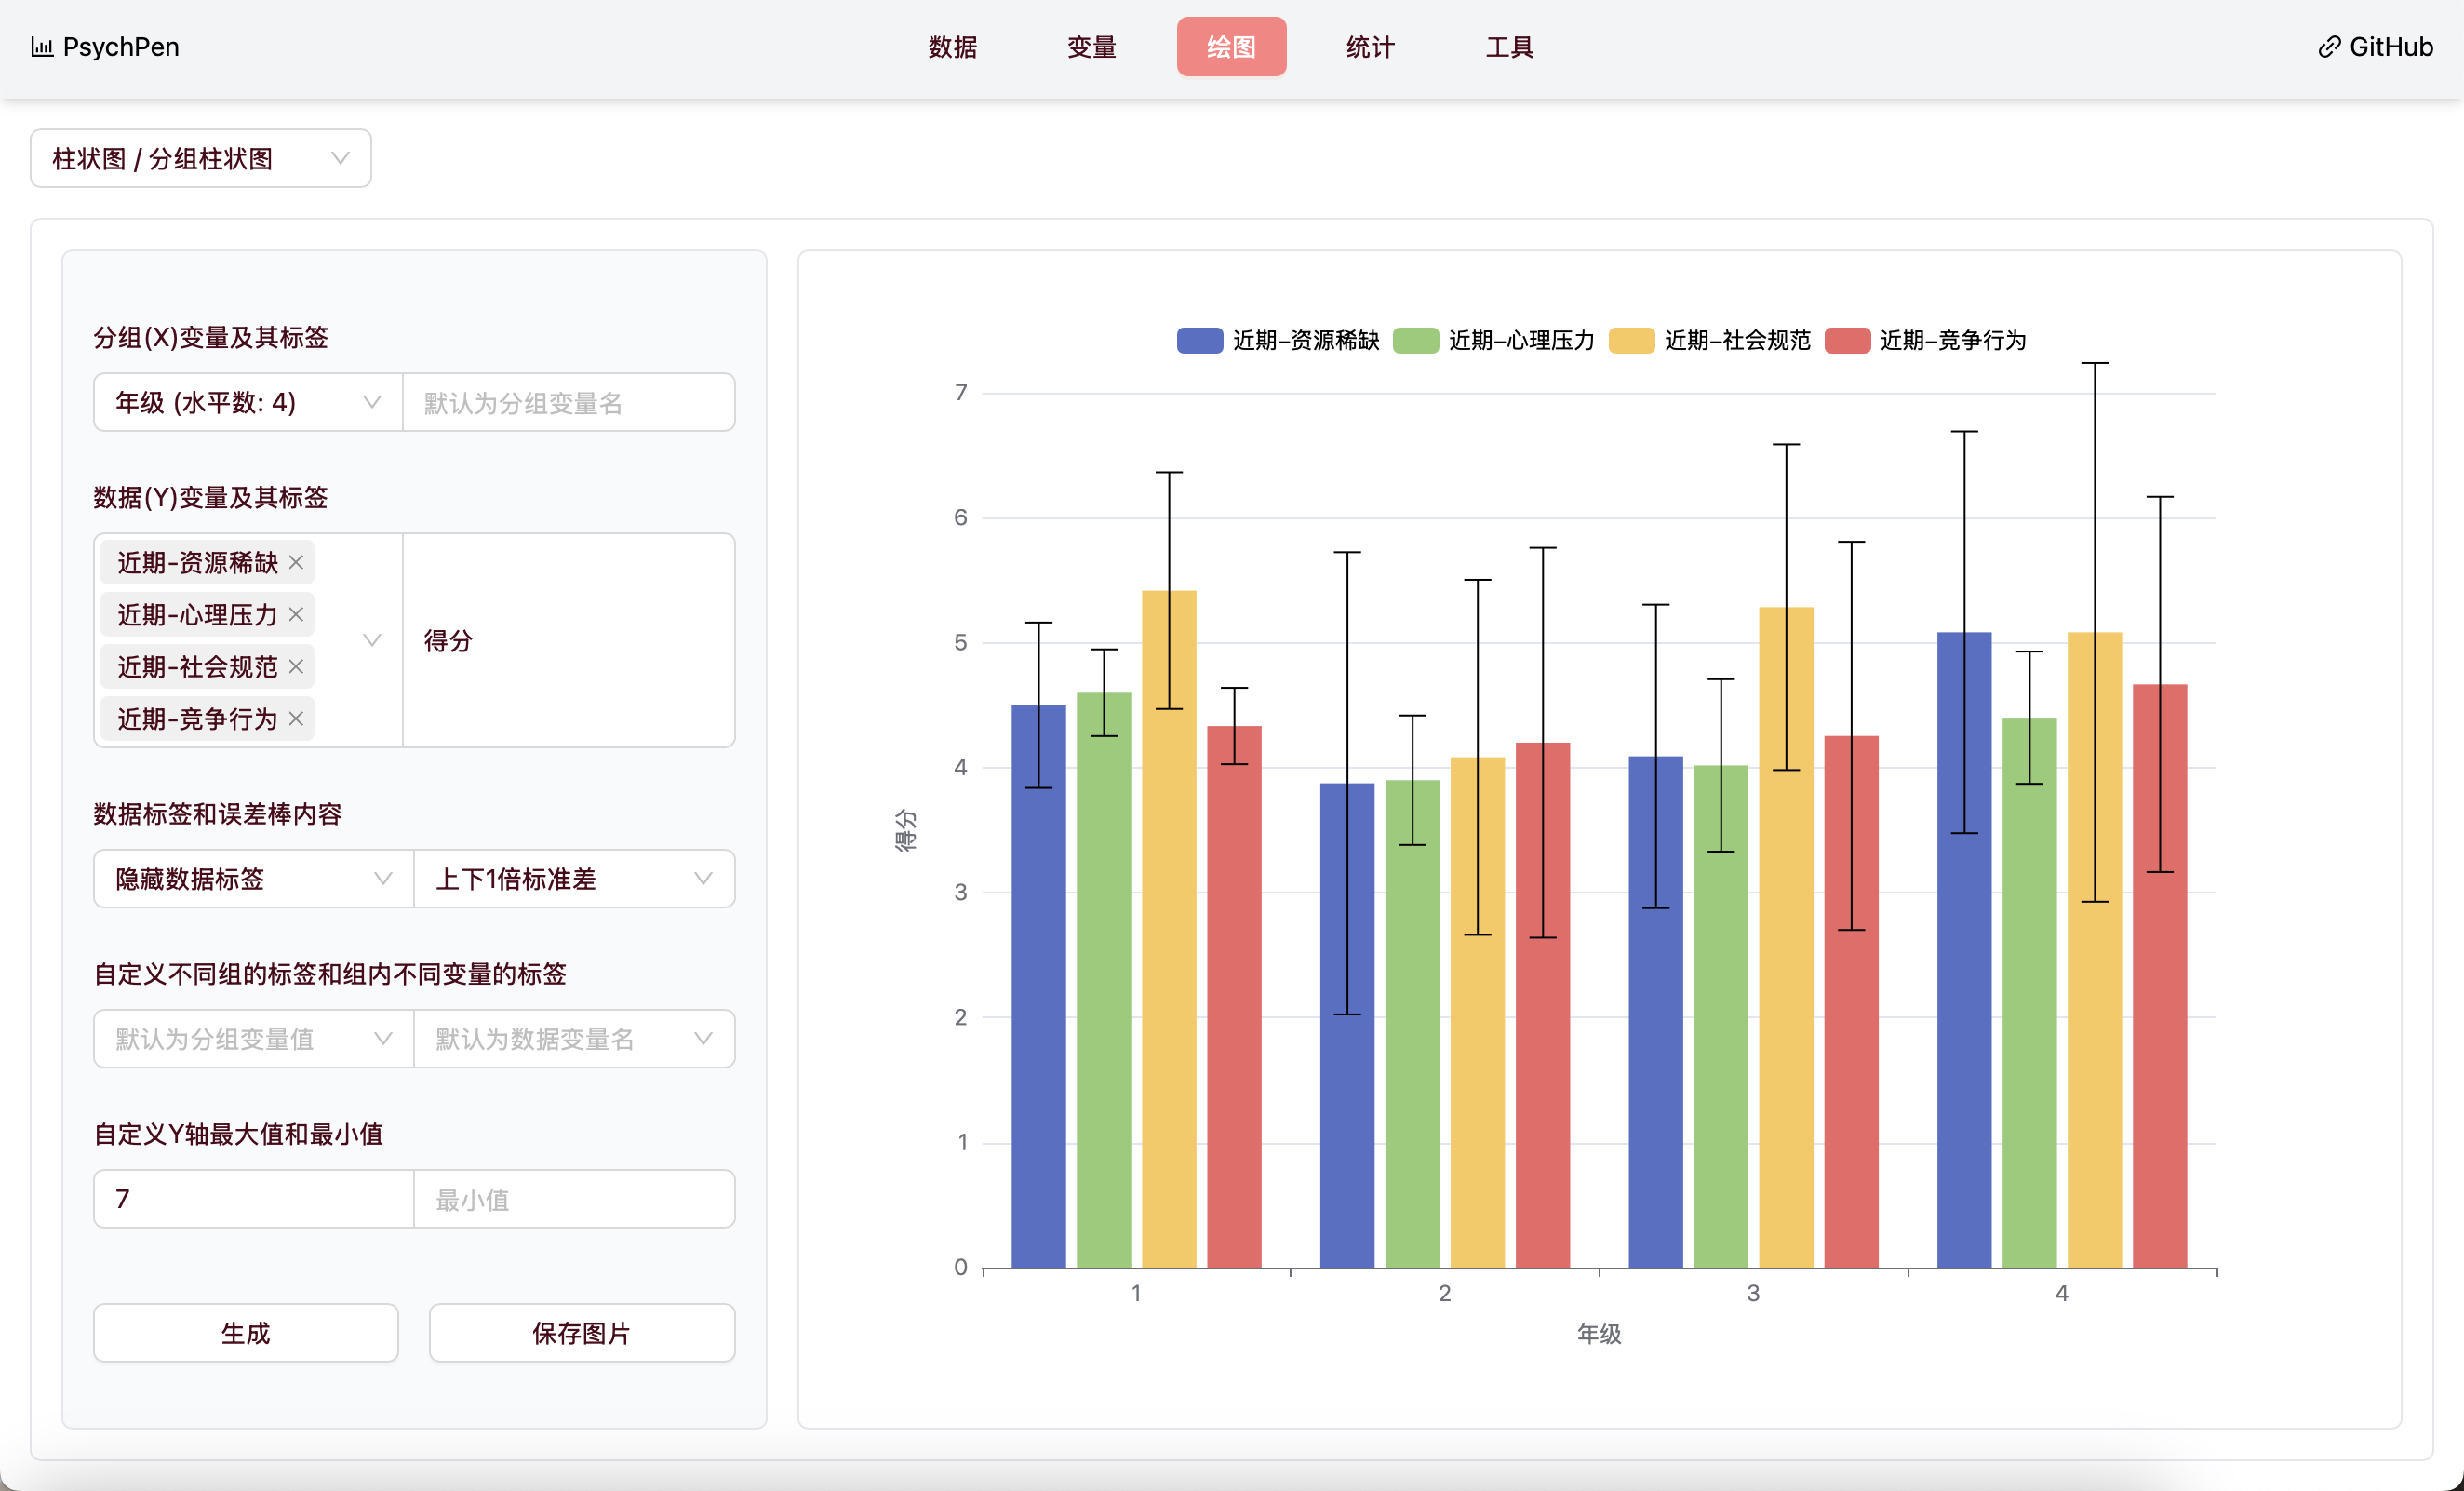 PsychPen
数据
变量
绘图
统计
工具
GitHub
柱状图 / 分组柱状图
分组(X)变量及其标签
年级 (水平数: 4)
默认为分组变量名
数据(Y)变量及其标签
近期-资源稀缺
近期-心理压力
近期-社会规范
近期-竞争行为
得分
数据标签和误差棒内容
隐藏数据标签
上下1倍标准差
自定义不同组的标签和组内不同变量的标签
默认为分组变量值
默认为数据变量名
自定义Y轴最大值和最小值
7
最小值
生成
保存图片
近期-资源稀缺
近期-心理压力
近期-社会规范
近期-竞争行为
7
6
5
4
3
2
1
0
得分
1
2
3
4
年级